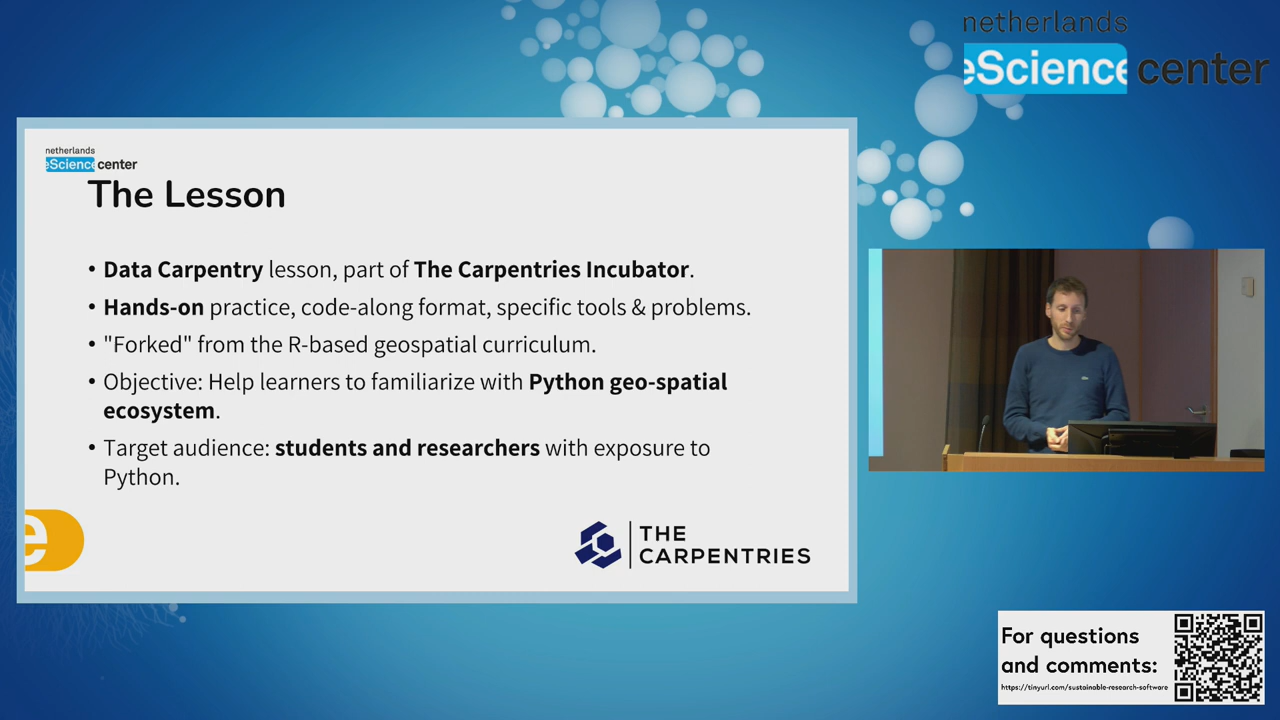 netherlands
eScience center
netherlands
eScience center
The Lesson
• Data Carpentry lesson, part of The Carpentries Incubator.
• Hands-on practice, code-along format, specific tools & problems.
• "Forked" from the R-based geospatial curriculum.
• Objective: Help learners to familiarize with Python geo-spatial
ecosystem.
• Target audience: students and researchers with exposure to
Python.
e
THE
CARPENTRIES
For questions
and comments:
https://tinyurl.com/sustainable-research-software